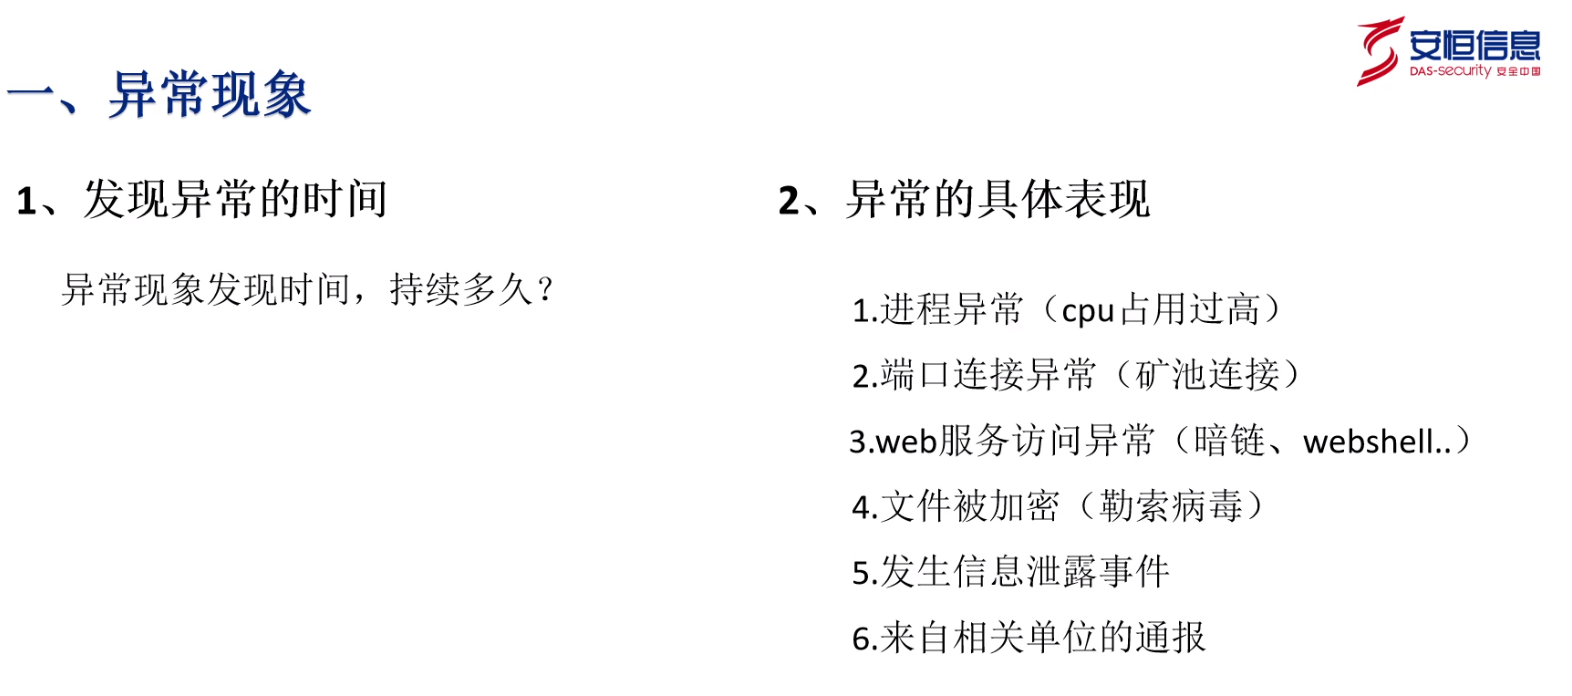 安恒信息
DAS-security 安全中国
一、异常现象
1、发现异常的时间
异常现象发现时间，持续多久？
2、异常的具体表现
1.进程异常（cpu占用过高）
2.端口连接异常（矿池连接）
3.web服务访问异常（暗链、webshell..）
4.文件被加密（勒索病毒）
5.发生信息泄露事件
6.来自相关单位的通报